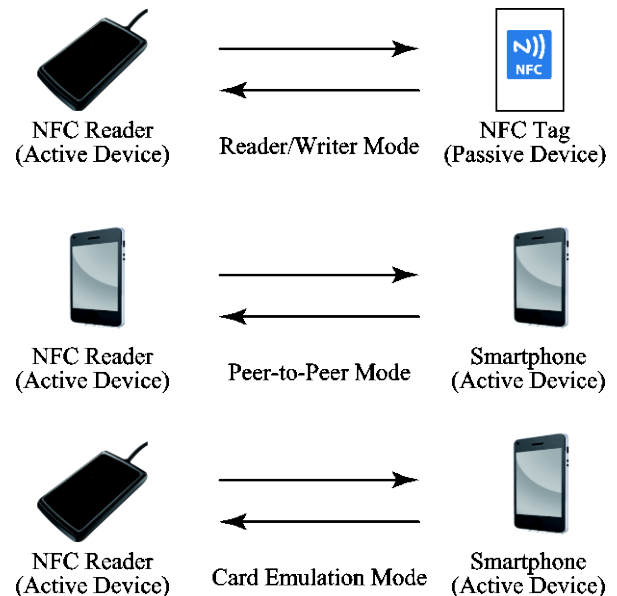 NFC
NFC Reader
(Active Device)
Reader/Writer Mode
NFC Tag
(Passive Device)
NFC Reader
(Active Device)
Peer-to-Peer Mode
Smartphone
(Active Device)
NFC Reader
(Active Device)
Card Emulation Mode
Smartphone
(Active Device)